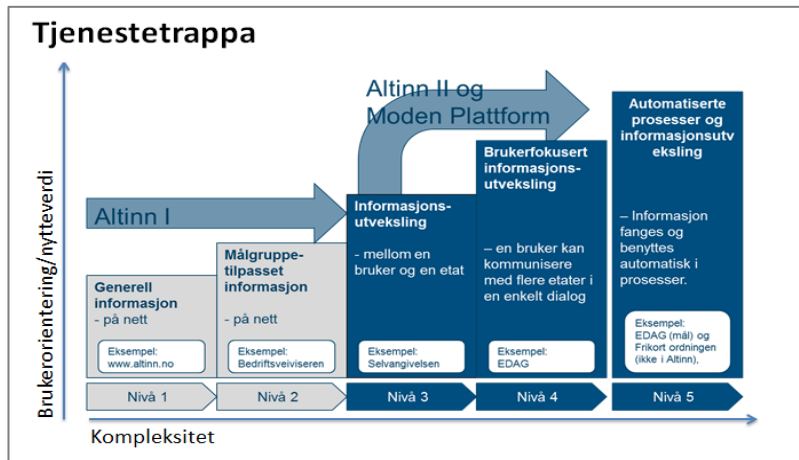 Tjenestetrappa
Brukerorientering/nytteverdi
Altinn I
Altinn II og
Moden Plattform
Generell
informasjon
- på nett
Eksempel:
www.altinn.no
Målgruppe-
tilpasset
informasjon
- på nett
Eksempel:
Bedriftsveiviseren
Informasjons-
utveksling
- mellom en
bruker og en etat
Eksempel:
Selvangivelsen
Brukerfokusert
informasjons-
utveksling
– en bruker kan
kommunisere
med flere etater i
en enkelt dialog
Eksempel:
EDAG
Automatiserte
prosesser og
informasjonsutv
eksling
– Informasjon
fanges og
benyttes
automatisk i
prosesser.
Eksempel:
EDAG (mål) og
Frikort ordningen
(ikke i Altinn),
Nivå 1
Nivå 2
Nivå 3
Nivå 4
Nivå 5
Kompleksitet